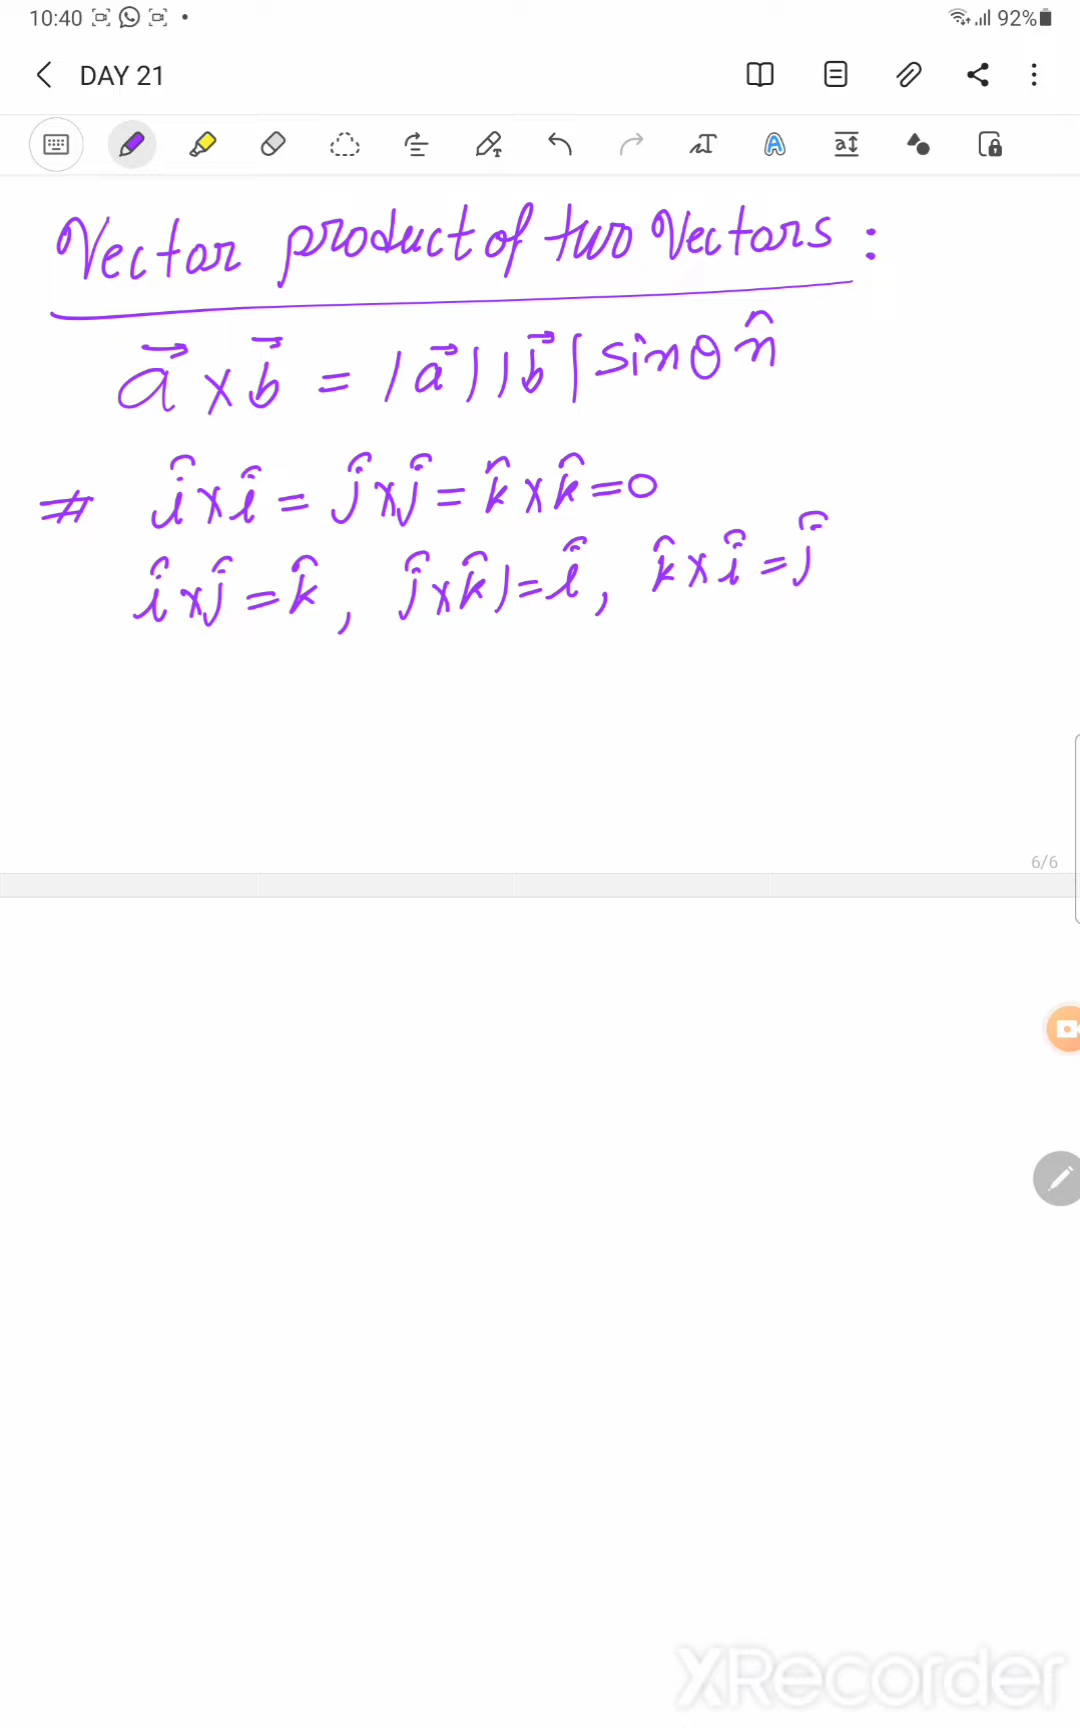 10:40
92%
DAY 21
Vector product of two Vectors :
a⃗ × b⃗ = |a⃗||b⃗| sinθ n̂
# î × î = ĵ × ĵ = k̂ × k̂ = 0
î × ĵ = k̂, ĵ × k̂) = î, k̂ × î = ĵ
6/6
XRecorder